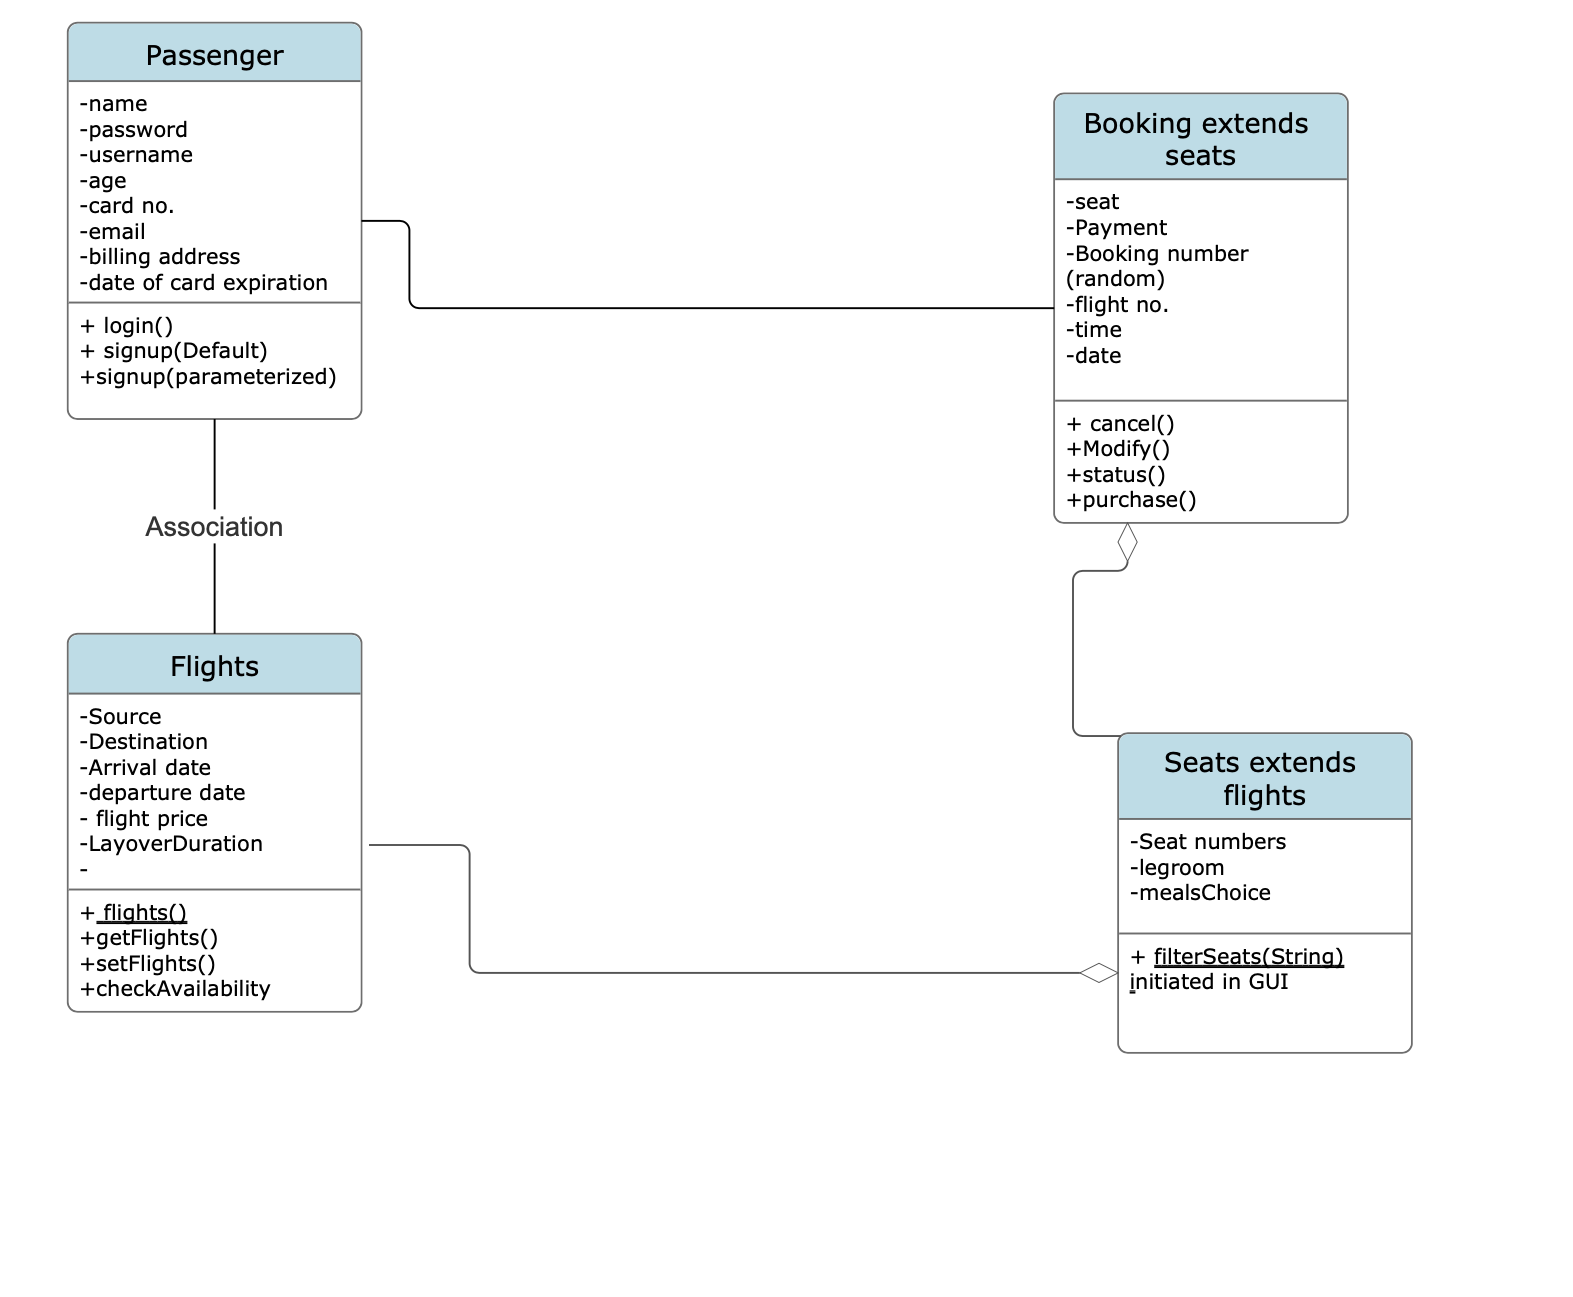 Passenger
-name
-password
-username
-age
-card no.
-email
-billing address
-date of card expiration
+ login()
+ signup(Default)
+signup(parameterized)
Booking extends
seats
-seat
-Payment
-Booking number
(random)
-flight no.
-time
-date
+ cancel()
+Modify()
+status()
+purchase()
Association
Flights
-Source
-Destination
-Arrival date
-departure date
- flight price
-LayoverDuration
-
+ flights()
+getFlights()
+setFlights()
+checkAvailability
Seats extends
flights
-Seat numbers
-legroom
-mealsChoice
+ filterSeats(String)
initiated in GUI